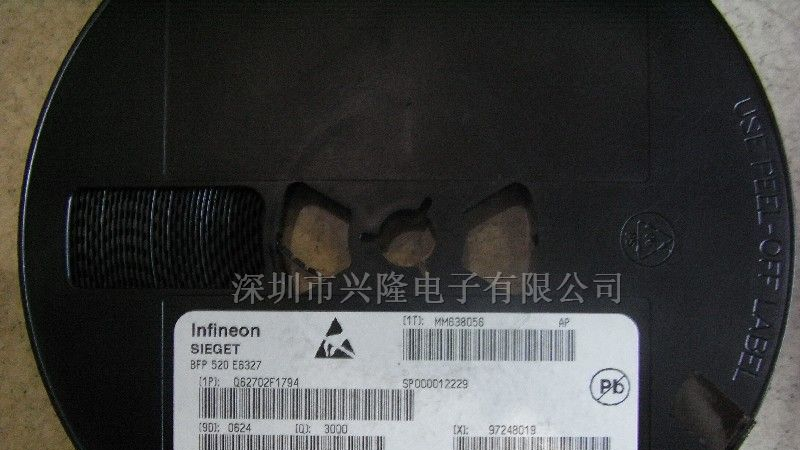 USE PEEL-OFF LABEL
深圳市兴隆电子有限公司
Infineon
SIEGET
BFP 520 E6327
[1T]: MM638056 AP
[1P]: Q62702F1794 SP000012229
Pb
[9D]: 0624 [Q]: 3000 [X]: 97248019